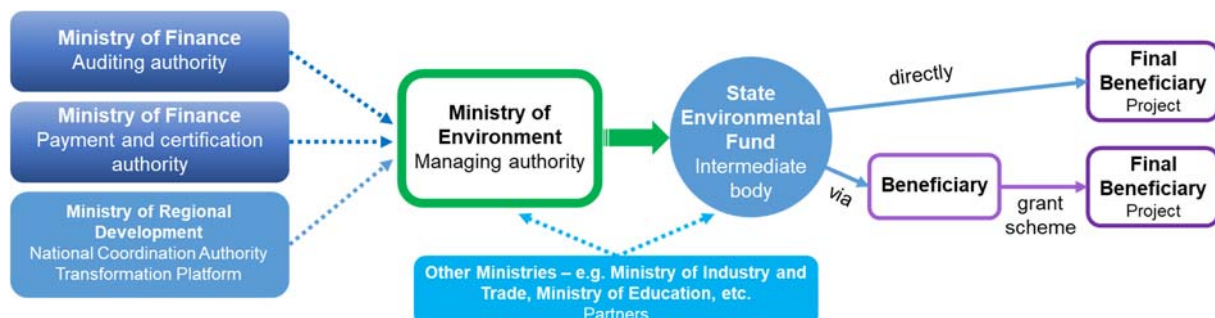 Ministry of Finance
Auditing authority
Ministry of Finance
Payment and certification
authority
Ministry of Regional
Development
National Coordination Authority
Transformation Platform
Ministry of
Environment
Managing authority
State
Environmental
Fund
Intermediate
body
directly
Final
Beneficiary
Project
via
Beneficiary
grant
scheme
Final
Beneficiary
Project
Other Ministries – e.g. Ministry of Industry and
Trade, Ministry of Education, etc.
Partners